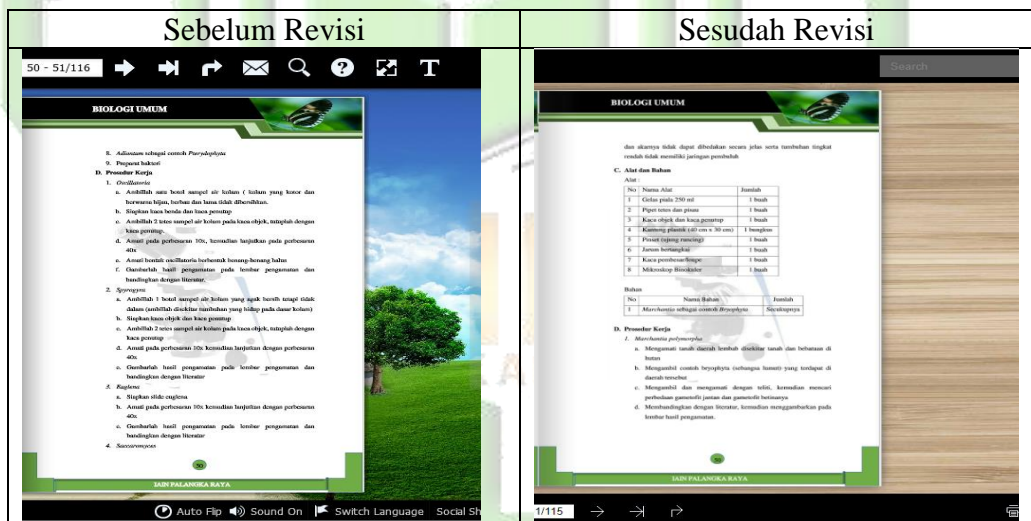 Sebelum Revisi
Sesudah Revisi
50 - 51/116
T
BIOLOGI UMUM
8. Adiantum sebagai contoh Pterydophyta
9. Preparat bakteri
D. Prosedur Kerja
1. Oscillatoria
a. Ambillah satu botol sampel air kolam ( kolam yang kotor dan
berwarna hijau, berbau dan lama tidak dibersihkan.
b. Siapkan kaca benda dan kaca penutup
c. Ambillah 2 tetes sampel air kolam pada kaca objek, tutuplah dengan
kaca penutup.
d. Amati pada perbesaran 10x, kemudian lanjutkan pada perbesaran
40x
e. Amati bentuk oscillatoria berbentuk benang-benang halus
f. Gambarlah hasil pengamatan pada lembar pengamatan dan
bandingkan dengan literatur.
2. Spyrogyra
a. Ambillah 1 botol sampel air kolam yang agak bersih tetapi tidak
dalam (ambillah disekitar tumbuhan yang hidup pada dasar kolam)
b. Siapkan kaca objek dan kaca penutup
c. Ambillah 2 tetes sampel air kolam pada kaca objek, tutuplah dengan
kaca penutup
d. Amati pada perbesaran 10x kemudian lanjutkan dengan perbesaran
40x
e. Gambarlah hasil pengamatan pada lembar pengamatan dan
bandingkan dengan literatur
3. Euglena
a. Siapkan slide euglena
b. Amati pada perbesaran 10x kemudian lanjutkan dengan perbesaran
40x
c. Gambarlah hasil pengamatan pada lembar pengamatan dan
bandingkan dengan literatur
4. Saccaromyces
50
IAIN PALANGKA RAYA
Auto Flip Sound On Switch Language Social Sh
Search
BIOLOGI UMUM
dan akarnya tidak dapat dibedakan secara jelas serta tumbuhan tingkat
rendah tidak memiliki jaringan pembuluh
C. Alat dan Bahan
Alat :
No Nama Alat Jumlah
1 Gelas piala 250 ml 1 buah
2 Pipet tetes dan pisau 1 buah
3 Kaca objek dan kaca penutup 1 buah
4 Kantong plastik (40 cm x 30 cm) 1 bungkus
5 Pinset (ujung runcing) 1 buah
6 Jarum bertangkai 1 buah
7 Kaca pembesar/loupe 1 buah
8 Mikroskop Binokuler 1 buah
Bahan
No Nama Bahan Jumlah
1 Marchantia sebagai contoh Bryophyta Secukupnya
D. Prosedur Kerja
1. Marchantia polymorpha
a. Mengamati tanah daerah lembab disekitar tanah dan bebatuan di
hutan
b. Mengambil contoh bryophyta (sebangsa lumut) yang terdapat di
daerah tersebut
c. Mengambil dan mengamati dengan teliti, kemudian mencari
perbedaan gametofit jantan dan gametofit betinanya
d. Membandingkan dengan literatur, kemudian menggambarkan pada
lembar hasil pengamatan.
50
IAIN PALANGKA RAYA
1/115